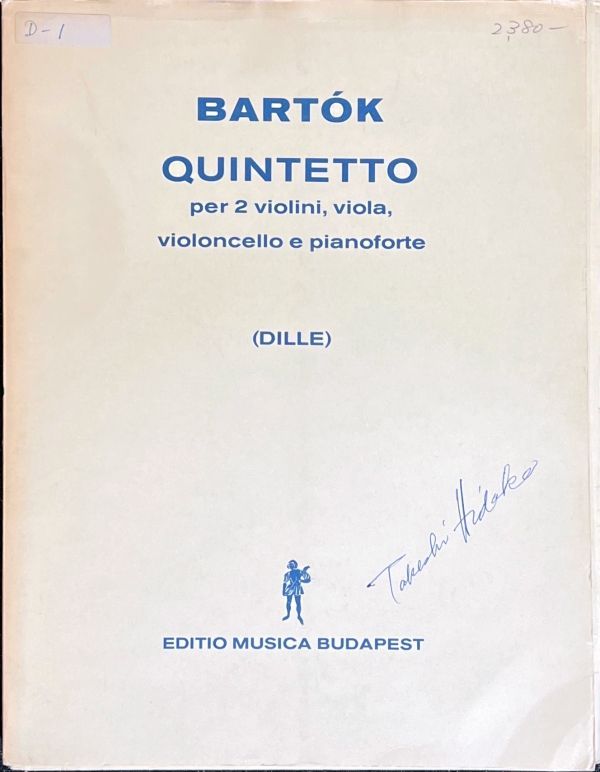 D-1
2,380-
BARTÓK
QUINTETTO
per 2 violini, viola,
violoncello e pianoforte
(DILLE)
Takeshi Hidaka
EDITIO MUSICA BUDAPEST